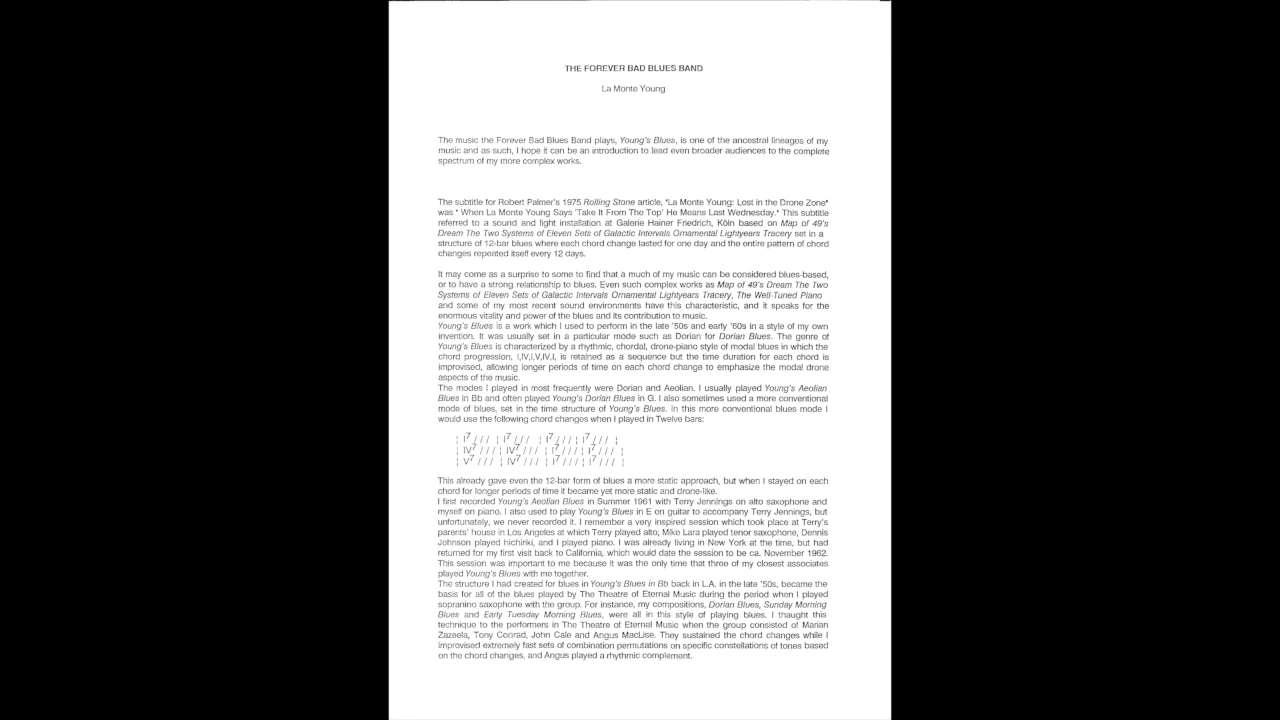 THE FOREVER BAD BLUES BAND
La Monte Young
The music the Forever Bad Blues Band plays, Young's Blues, is one of the ancestral lineages of my
music and as such, I hope it can be an introduction to lead even broader audiences to the complete
spectrum of my more complex works.
The subtitle for Robert Palmer's 1975 Rolling Stone article, "La Monte Young: Lost in the Drone Zone"
was " When La Monte Young Says 'Take It From The Top' He Means Last Wednesday." This subtitle
referred to a sound and light installation at Galerie Hainer Friedrich, Köln based on Map of 49's
Dream The Two Systems of Eleven Sets of Galactic Intervals Ornamental Lightyears Tracery set in a
structure of 12-bar blues where each chord change lasted for one day and the entire pattern of chord
changes repeated itself every 12 days.
It may come as a surprise to some to find that a much of my music can be considered blues-based,
or to have a strong relationship to blues. Even such complex works as Map of 49's Dream The Two
Systems of Eleven Sets of Galactic Intervals Ornamental Lightyears Tracery, The Well-Tuned Piano
and some of my most recent sound environments have this characteristic, and it speaks for the
enormous vitality and power of the blues and its contribution to music.
Young's Blues is a work which I used to perform in the late '50s and early '60s in a style of my own
invention. It was usually set in a particular mode such as Dorian for Dorian Blues. The genre of
Young's Blues is characterized by a rhythmic, chordal, drone-piano style of modal blues in which the
chord progression, I,IV,I,V,IV,I, is retained as a sequence but the time duration for each chord is
improvised, allowing longer periods of time on each chord change to emphasize the modal drone
aspects of the music.
The modes I played in most frequently were Dorian and Aeolian. I usually played Young's Aeolian
Blues in Bb and often played Young's Dorian Blues in G. I also sometimes used a more conventional
mode of blues, set in the time structure of Young's Blues. In this more conventional blues mode I
would use the following chord changes when I played in Twelve bars:
¦ I7 / / / ¦ I7 / / / ¦ I7 / / / ¦ I7 / / / ¦
¦ IV7 / / / ¦ IV7 / / / ¦ I7 / / / ¦ I7 / / / ¦
¦ V7 / / / ¦ IV7 / / / ¦ I7 / / / ¦ I7 / / / ¦
This already gave even the 12-bar form of blues a more static approach, but when I stayed on each
chord for longer periods of time it became yet more static and drone-like.
I first recorded Young's Aeolian Blues in Summer 1961 with Terry Jennings on alto saxophone and
myself on piano. I also used to play Young's Blues in E on guitar to accompany Terry Jennings, but
unfortunately, we never recorded it. I remember a very inspired session which took place at Terry's
parents' house in Los Angeles at which Terry played alto, Mike Lara played tenor saxophone, Dennis
Johnson played hichiriki, and I played piano. I was already living in New York at the time, but had
returned for my first visit back to California, which would date the session to be ca. November 1962.
This session was important to me because it was the only time that three of my closest associates
played Young's Blues with me together.
The structure I had created for blues in Young's Blues in Bb back in L.A. in the late '50s, became the
basis for all of the blues played by The Theatre of Eternal Music during the period when I played
sopranino saxophone with the group. For instance, my compositions, Dorian Blues, Sunday Morning
Blues and Early Tuesday Morning Blues, were all in this style of playing blues. I thaught this
technique to the performers in The Theatre of Eternal Music when the group consisted of Marian
Zazeela, Tony Conrad, John Cale and Angus MacLise. They sustained the chord changes while I
improvised extremely fast sets of combination permutations on specific constellations of tones based
on the chord changes, and Angus played a rhythmic complement.